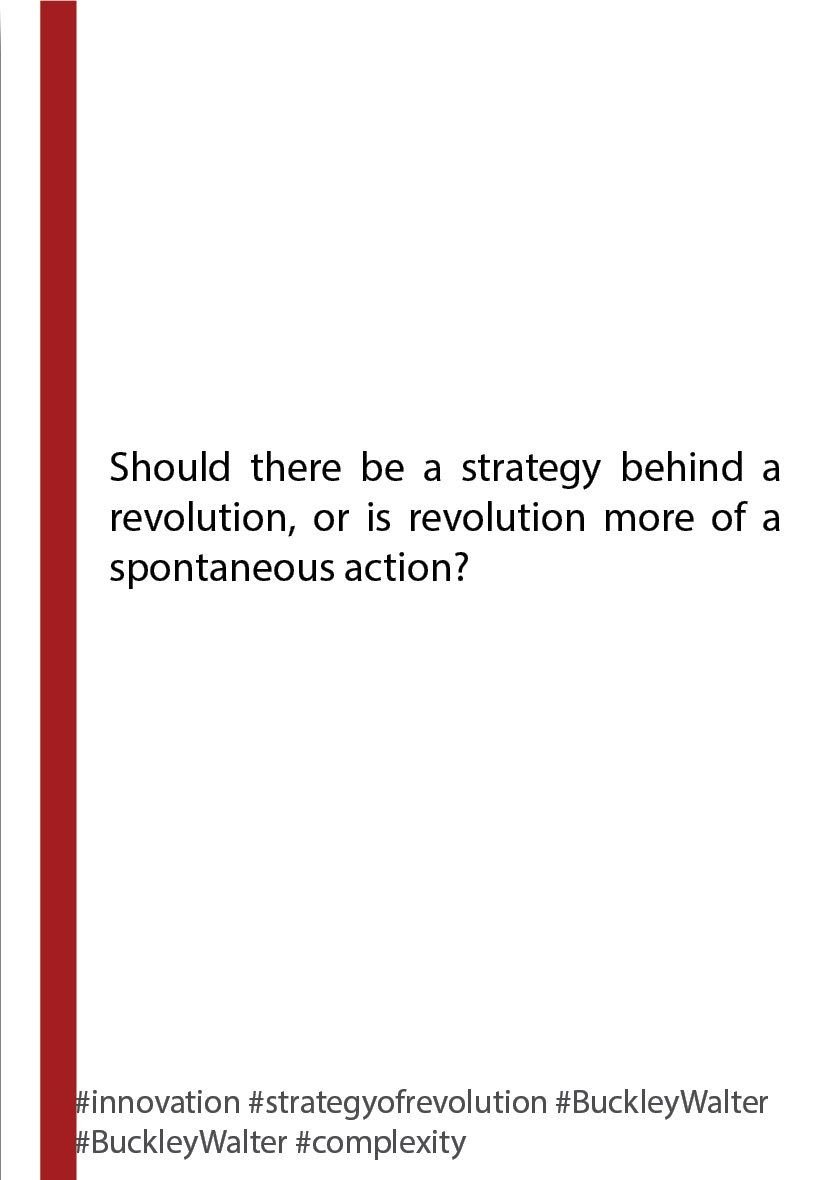 Should there be a strategy behind a
revolution, or is revolution more of a
spontaneous action?
#innovation #strategyofrevolution #BuckleyWalter
#BuckleyWalter #complexity